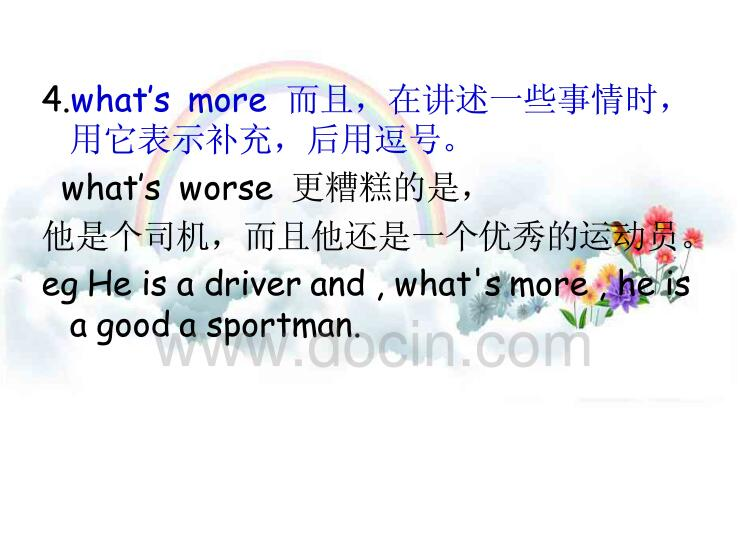 4.what's more 而且，在讲述一些事情时，
用它表示补充，后用逗号。
what's worse 更糟糕的是，
他是个司机，而且他还是一个优秀的运动员。
eg He is a driver and , what's more , he is
a good a sportman.
www.docin.com